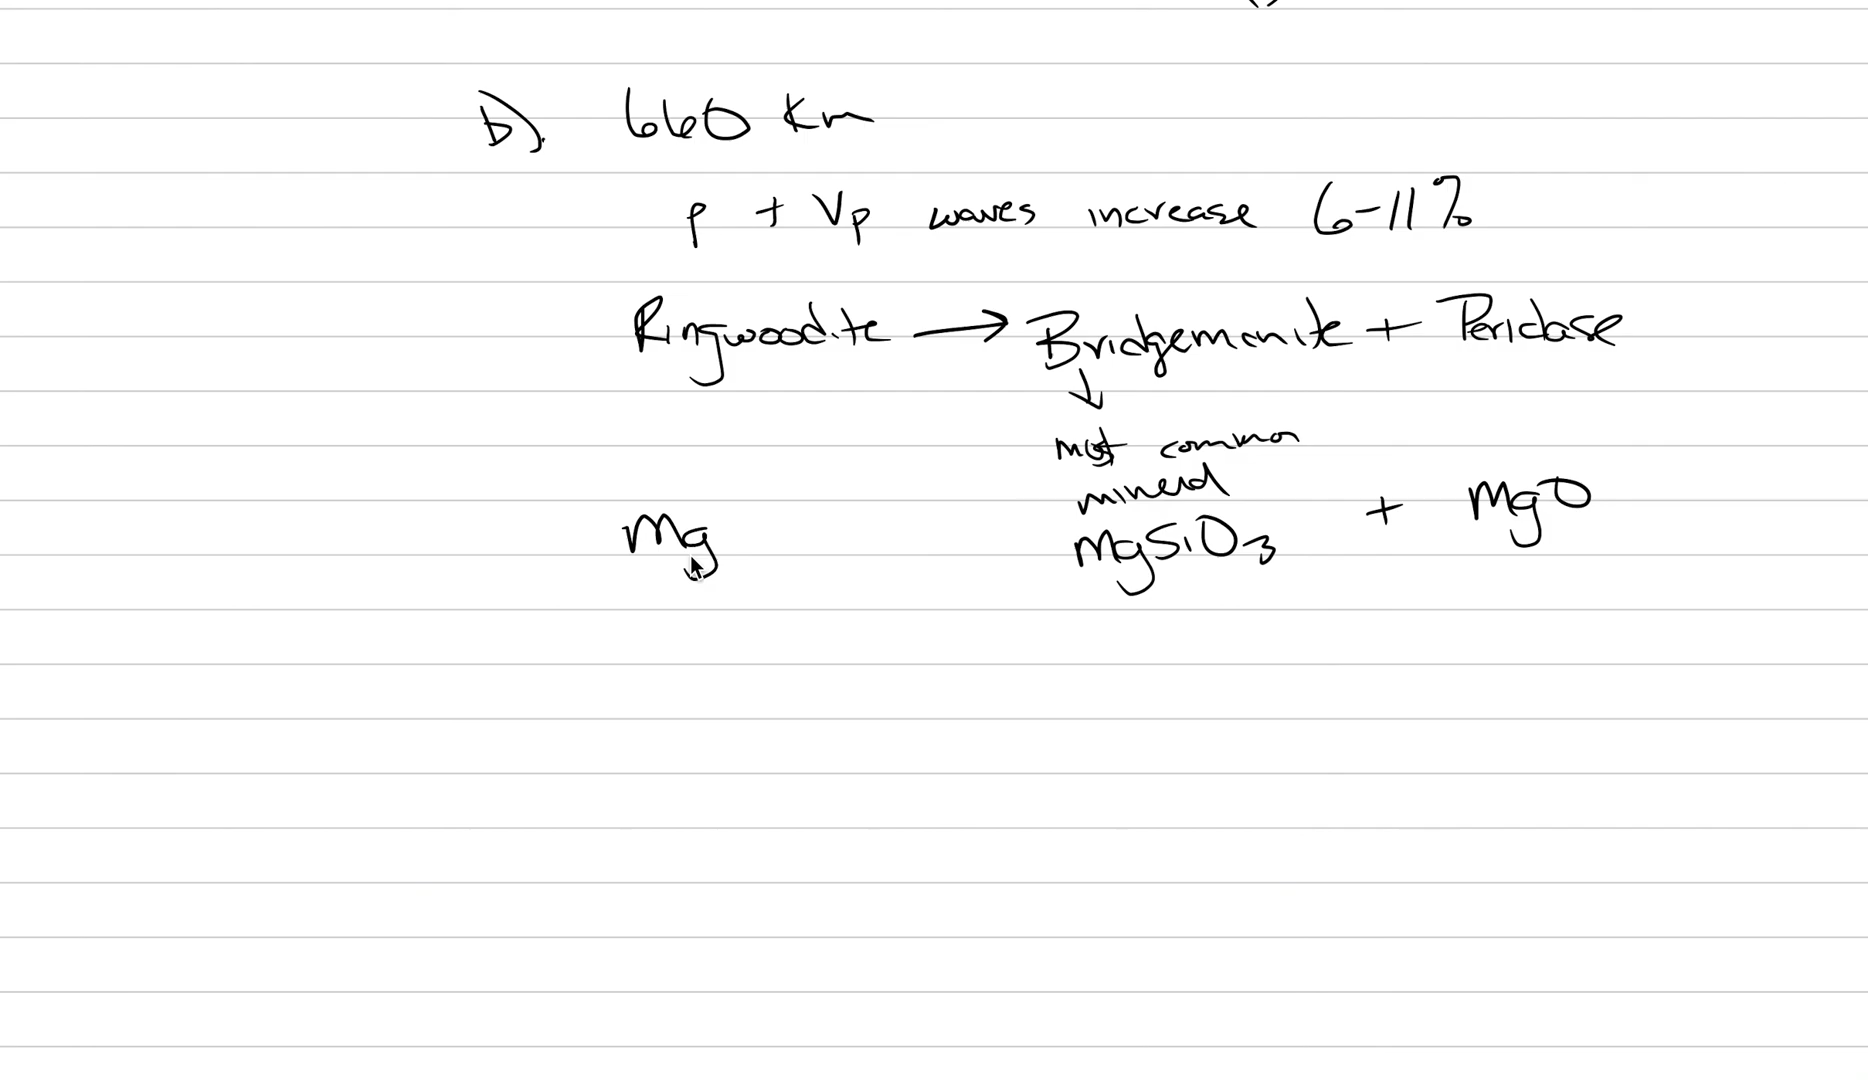 b). 660 km
ρ + Vp waves increase 6-11%
Ringwoodite → Bridgemanite + Periclase
↓
most common
mineral
Mg MgSiO3 + MgO